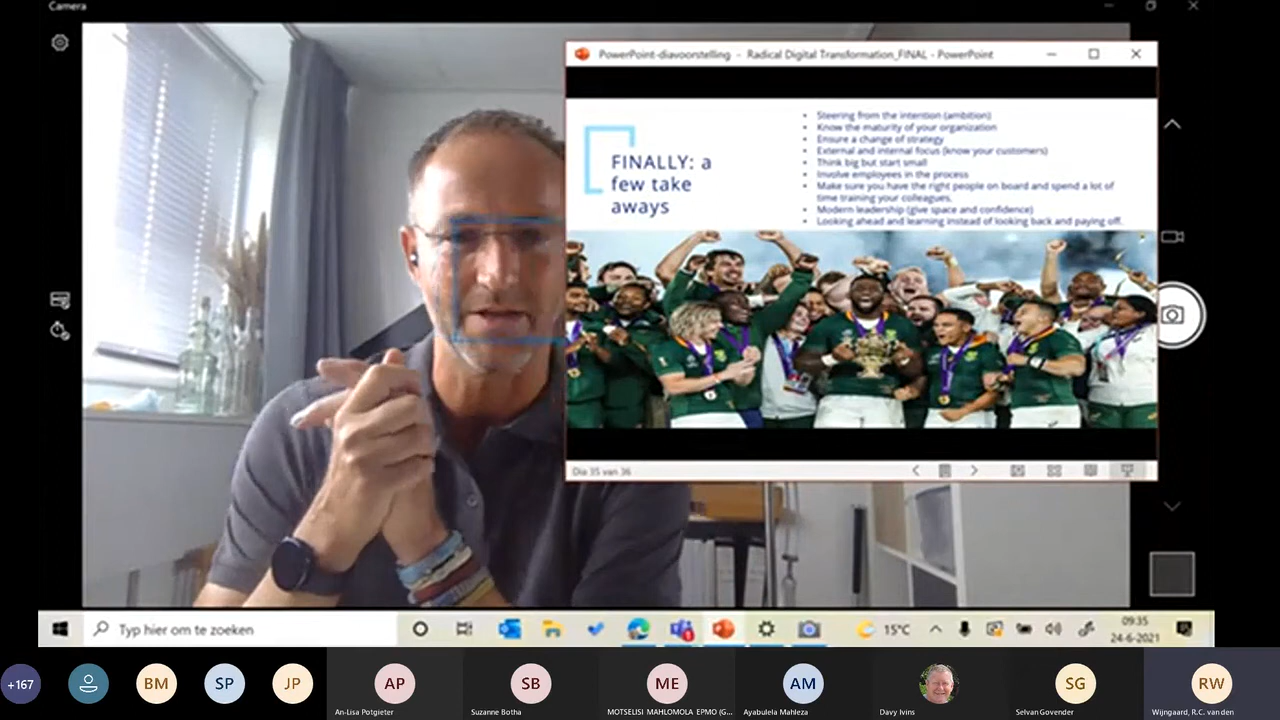 Camera
PowerPoint-diavoorstelling - Radical Digital Transformation_FINAL - PowerPoint
FINALLY: a
few take
aways
• Steering from the intention (ambition)
• Know the maturity of your organization
• Ensure a change of strategy
• External and internal focus (know your customers)
• Think big but start small
• Involve employees in the process
• Make sure you have the right people on board and spend a lot of
time training your colleagues.
• Modern leadership (give space and confidence)
• Looking ahead and learning instead of looking back and paying off.
Dia 35 van 36
Typ hier om te zoeken
15°C
09:35
24-6-2021
+167
BM
SP
JP
AP
An-Lisa Potgieter
SB
Suzanne Botha
ME
MOTSELISI MAHLOMOLA EPMO (G...
AM
Ayabulela Mahleza
Davy Ivins
SG
Selvan Govender
RW
Wijngaard, R.C. van den